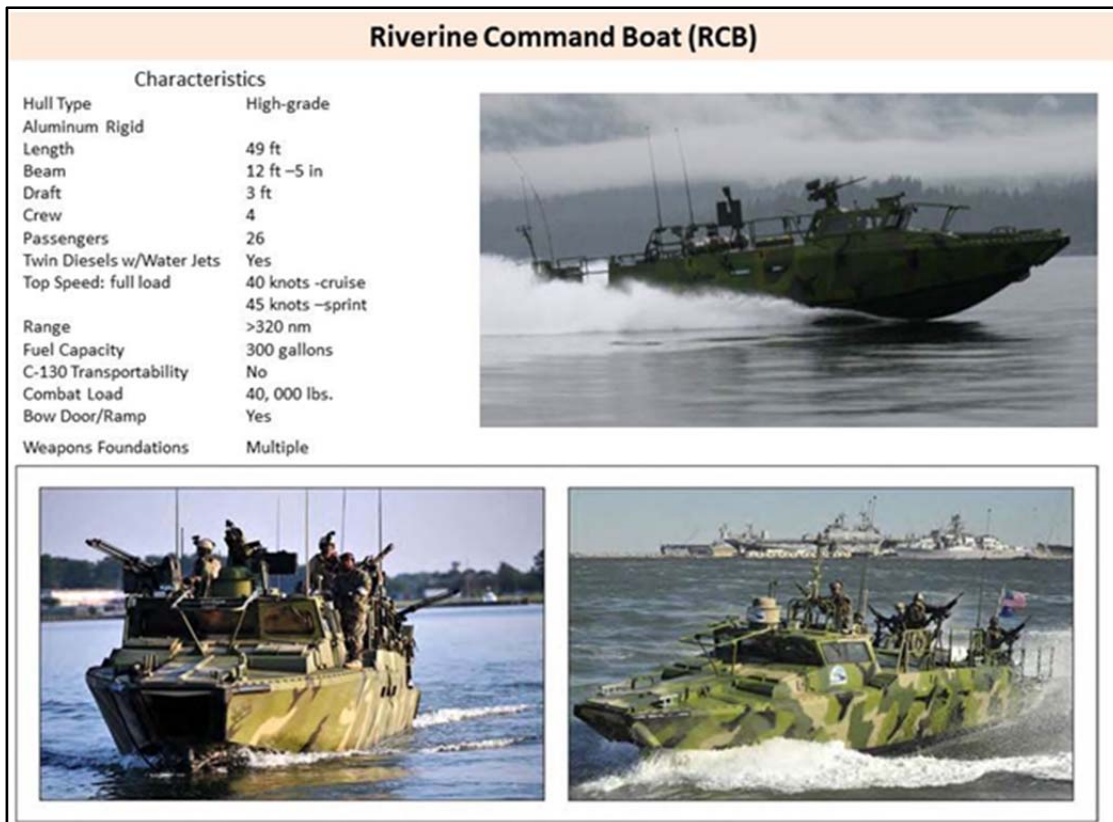 Riverine Command Boat (RCB)
Characteristics
Hull Type High-grade
Aluminum Rigid
Length 49 ft
Beam 12 ft –5 in
Draft 3 ft
Crew 4
Passengers 26
Twin Diesels w/Water Jets Yes
Top Speed: full load 40 knots -cruise
45 knots –sprint
Range >320 nm
Fuel Capacity 300 gallons
C-130 Transportability No
Combat Load 40, 000 lbs.
Bow Door/Ramp Yes
Weapons Foundations Multiple